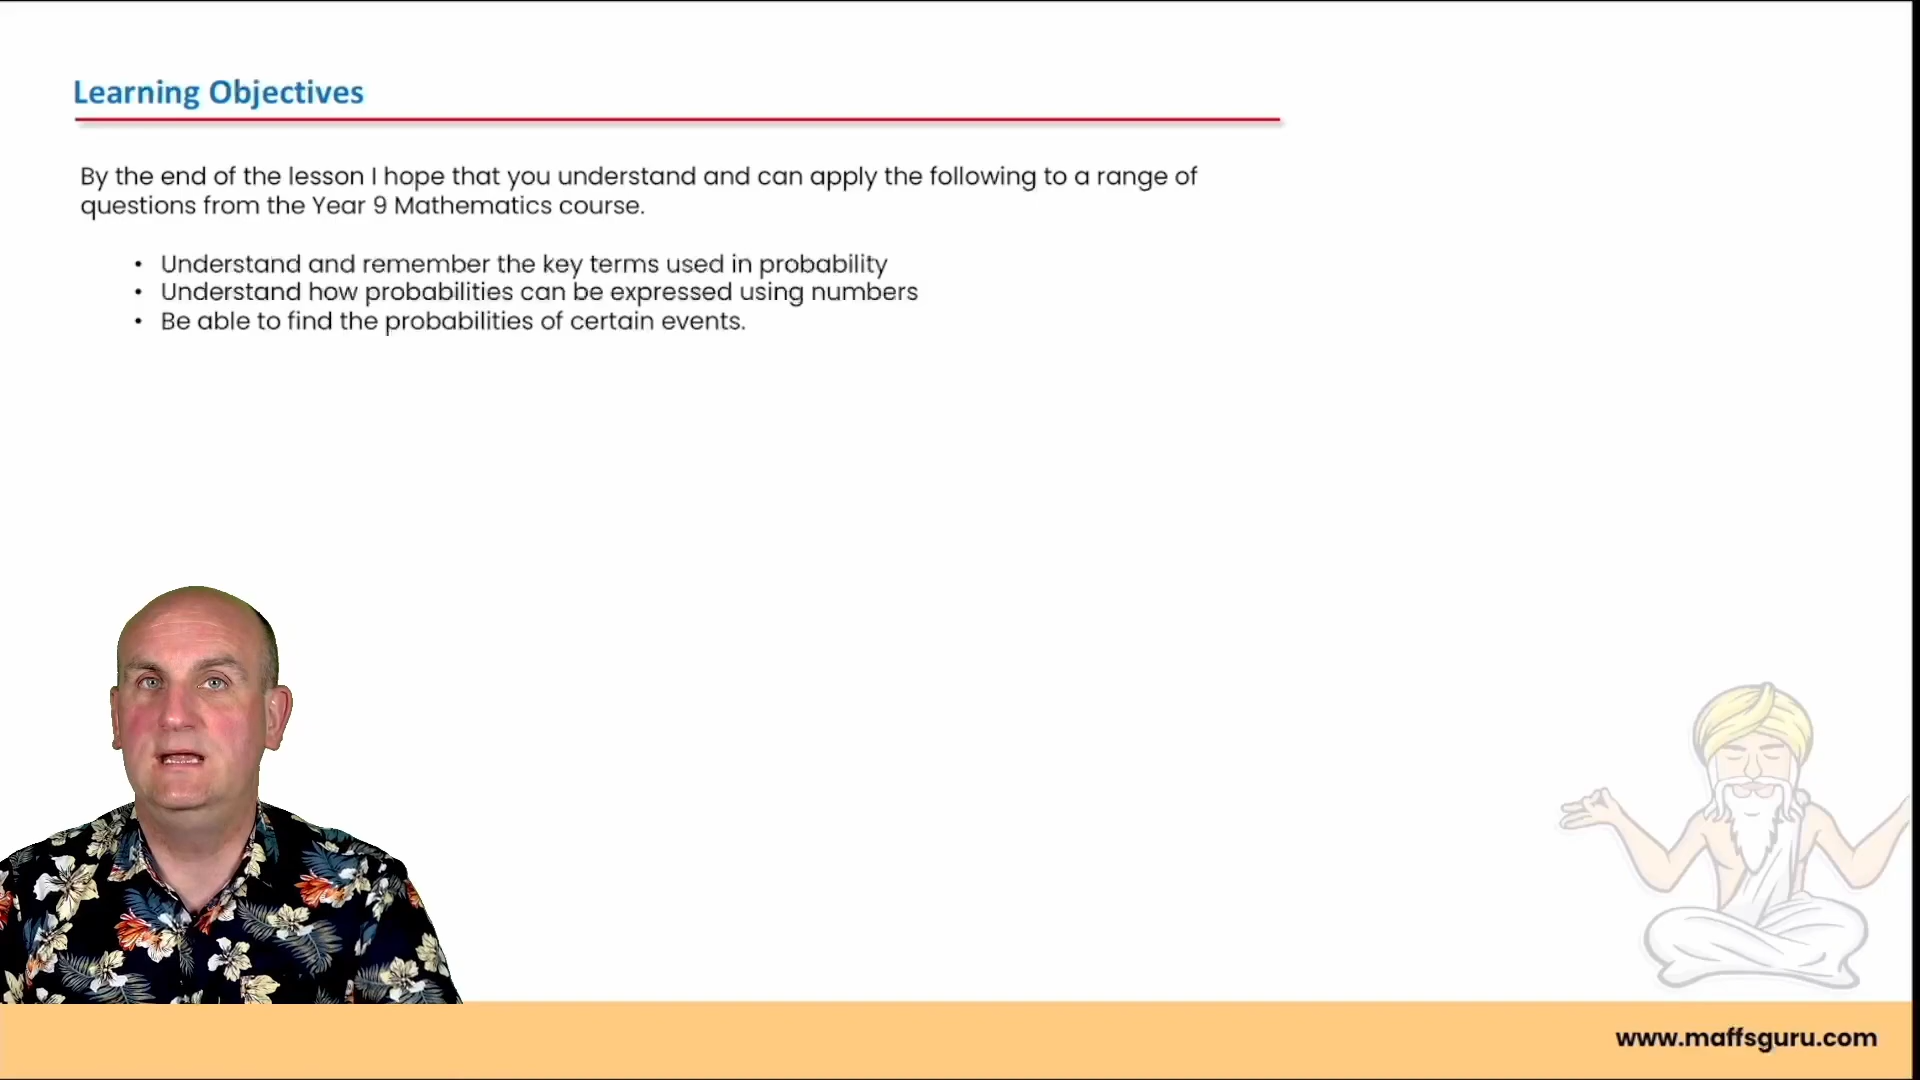 Learning Objectives
By the end of the lesson I hope that you understand and can apply the following to a range of
questions from the Year 9 Mathematics course.
• Understand and remember the key terms used in probability
• Understand how probabilities can be expressed using numbers
• Be able to find the probabilities of certain events.
www.maffsguru.com